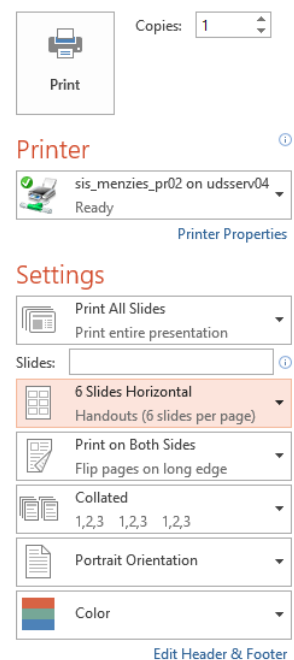 Copies: 1
Print
Printer
sis_menzies_pr02 on udsserv04
Ready
Printer Properties
Settings
Print All Slides
Print entire presentation
Slides:
6 Slides Horizontal
Handouts (6 slides per page)
Print on Both Sides
Flip pages on long edge
Collated
1,2,3 1,2,3 1,2,3
Portrait Orientation
Color
Edit Header & Footer